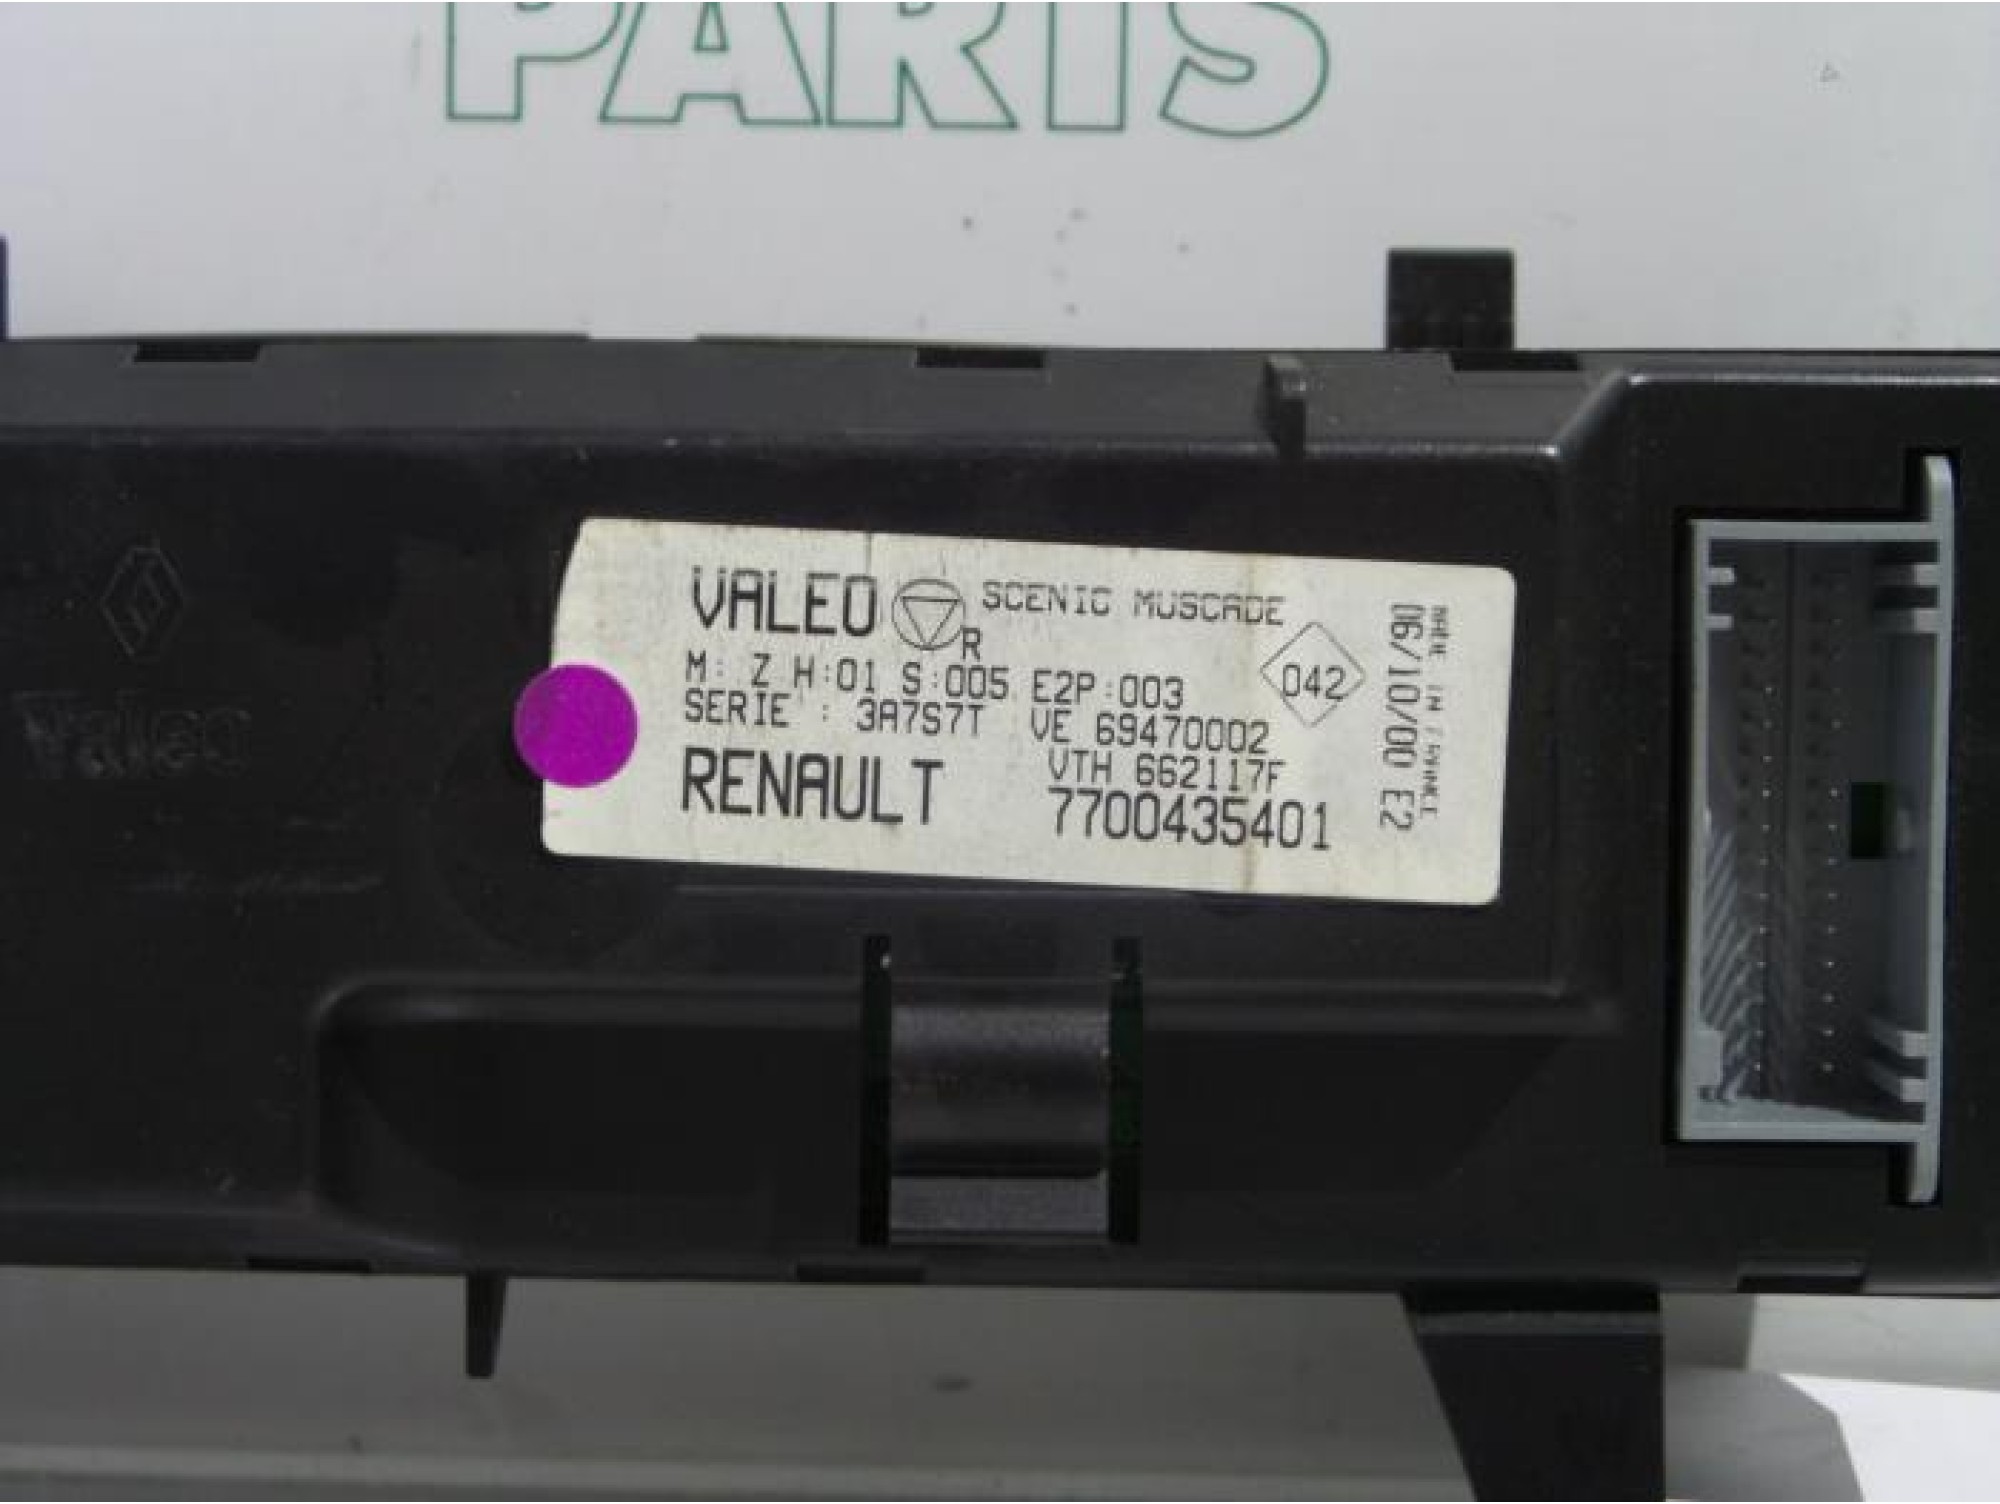 PARTS
Valeo
VALEO R SCENIC MUSCADE
M: Z H:01 S:005 E2P:003
042
SERIE : 3A7S7T VE 69470002
VTH 662117F
RENAULT 7700435401
MADE IN FRANCE
06/10/00 E2